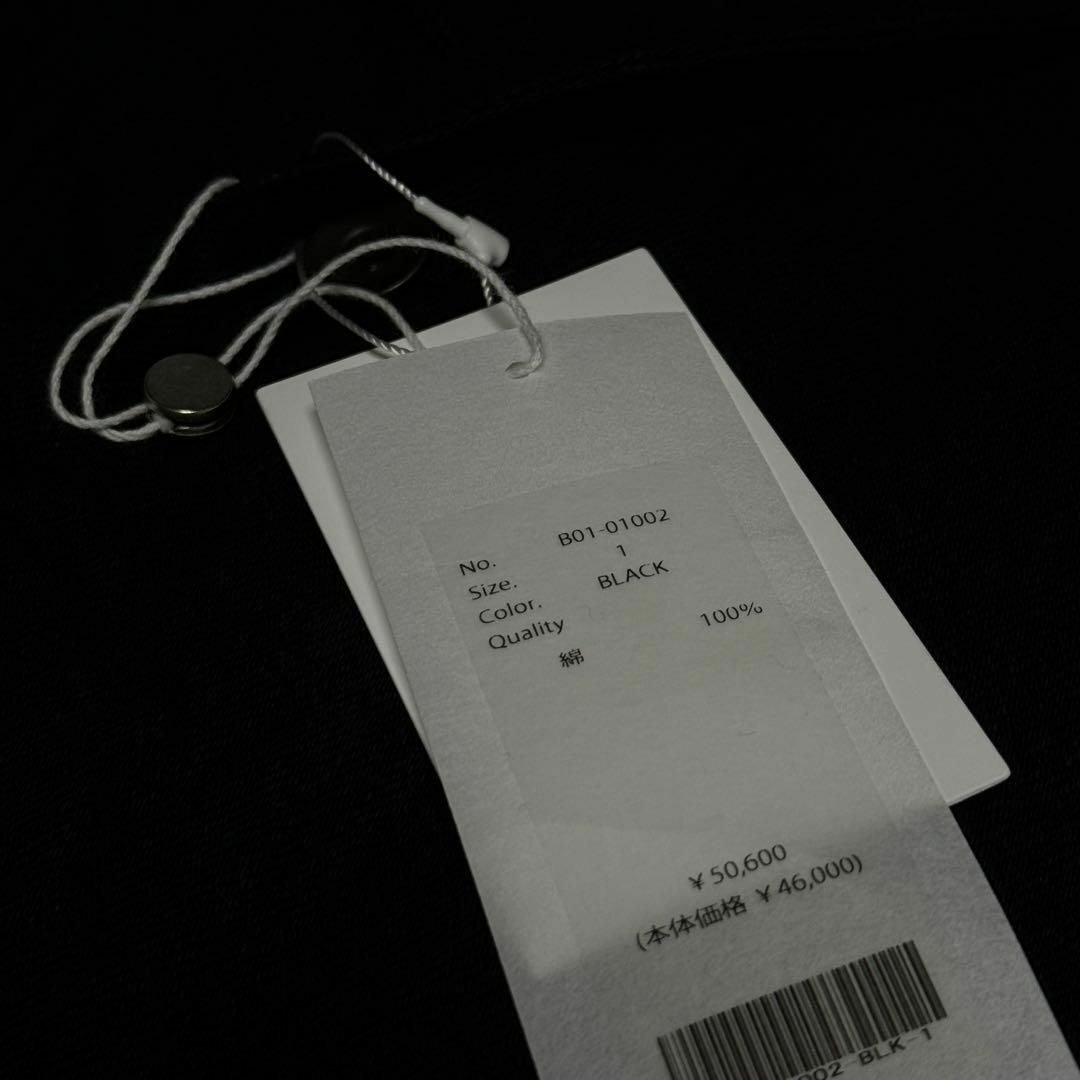 No. B01-01002
Size. 1
Color. BLACK
Quality
綿 100%
¥50,600
(本体価格 ¥46,000)
002-BLK-1